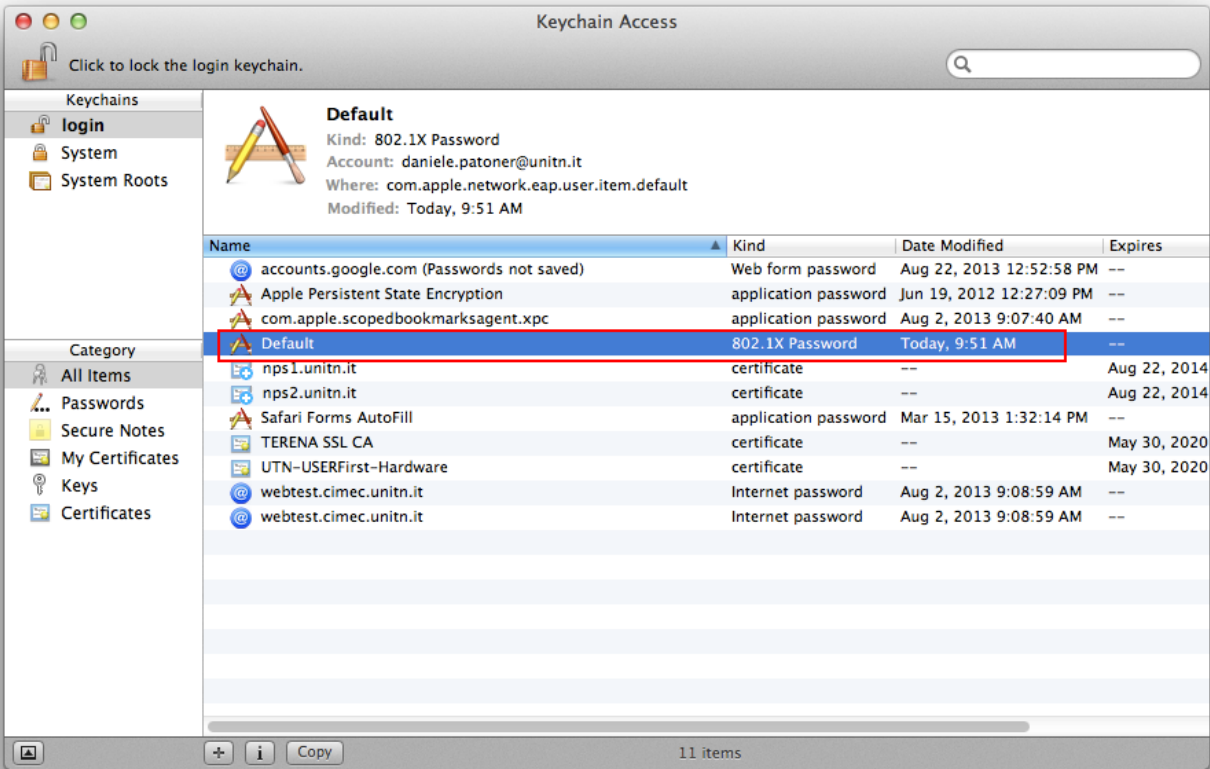 Keychain Access
Click to lock the login keychain.
Keychains
login
System
System Roots
Default
Kind: 802.1X Password
Account: daniele.patoner@unitn.it
Where: com.apple.network.eap.user.item.default
Modified: Today, 9:51 AM
Name Kind Date Modified Expires
accounts.google.com (Passwords not saved) Web form password Aug 22, 2013 12:52:58 PM --
Apple Persistent State Encryption application password Jun 19, 2012 12:27:09 PM --
com.apple.scopedbookmarksagent.xpc application password Aug 2, 2013 9:07:40 AM --
Default 802.1X Password Today, 9:51 AM --
nps1.unitn.it certificate -- Aug 22, 2014
nps2.unitn.it certificate -- Aug 22, 2014
Safari Forms AutoFill application password Mar 15, 2013 1:32:14 PM --
TERENA SSL CA certificate -- May 30, 2020
UTN-USERFirst-Hardware certificate -- May 30, 2020
webtest.cimec.unitn.it Internet password Aug 2, 2013 9:08:59 AM --
webtest.cimec.unitn.it Internet password Aug 2, 2013 9:08:59 AM --
Category
All Items
Passwords
Secure Notes
My Certificates
Keys
Certificates
Copy
11 items